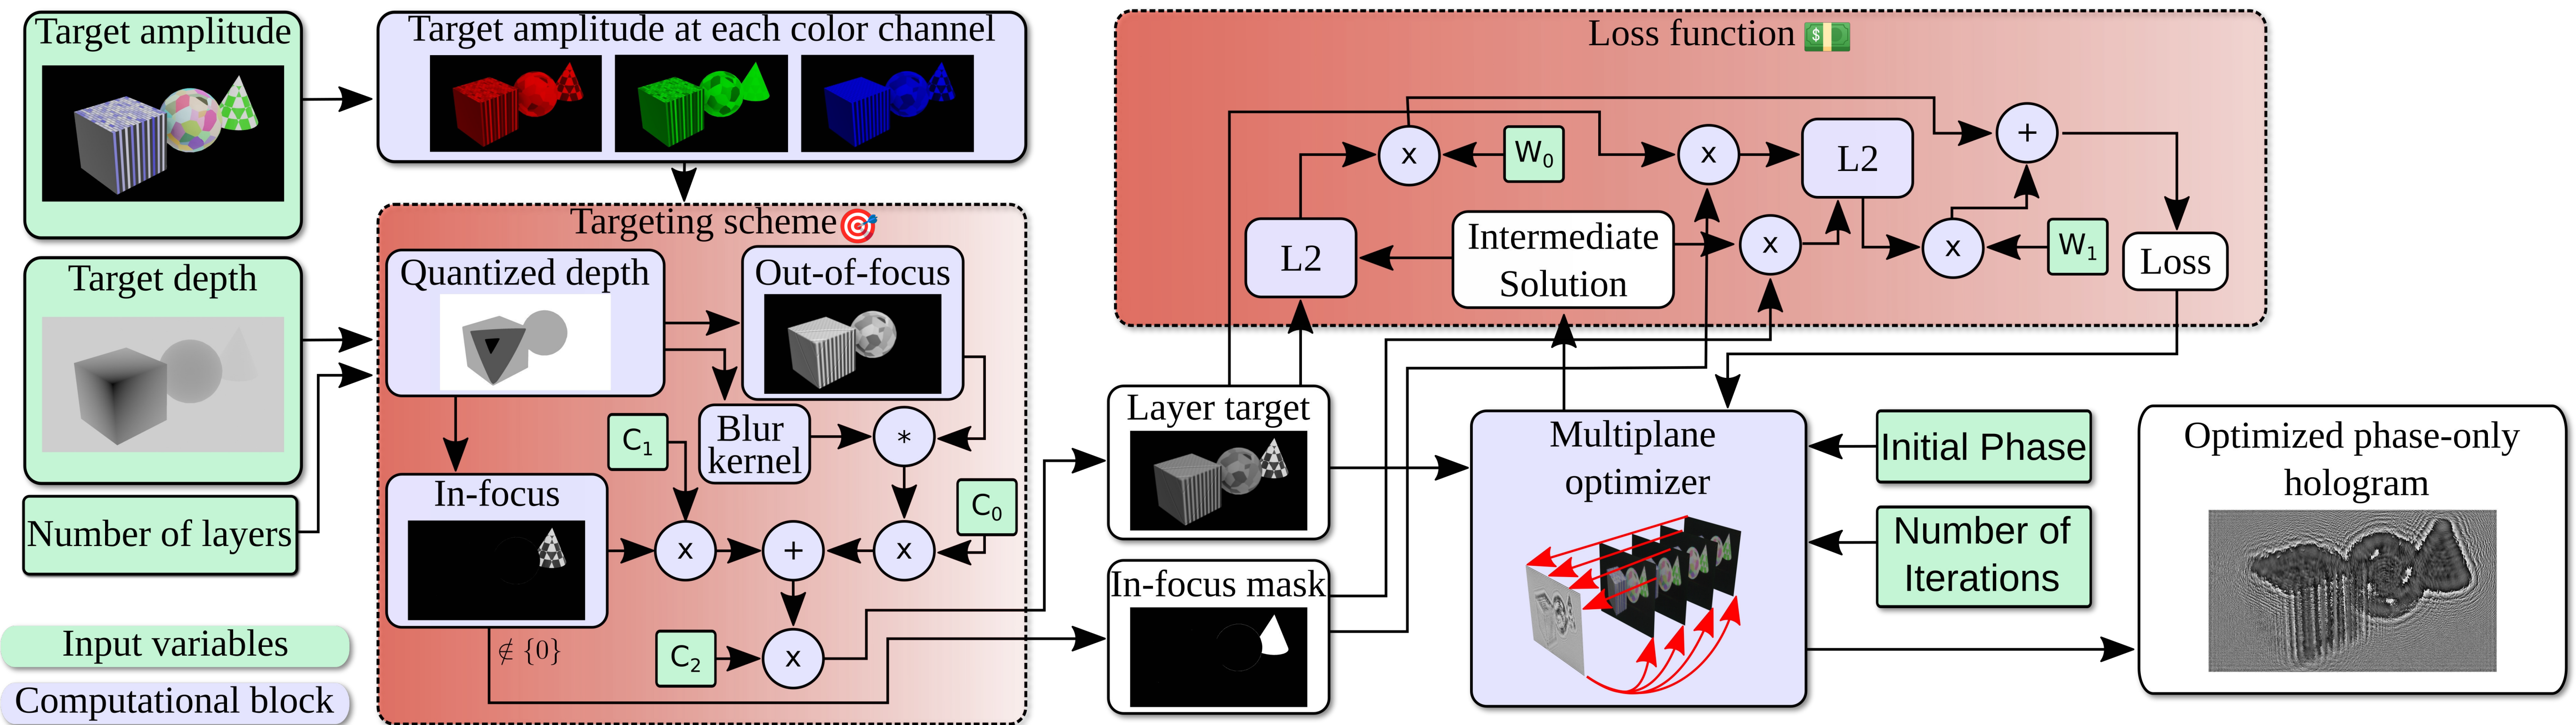 Target amplitude
Target depth
Number of layers
Input variables
Computational block
Target amplitude at each color channel
Targeting scheme
Quantized depth
Out-of-focus
C₁
Blur
kernel
*
In-focus
C₀
x
+
x
∉ {0}
C₂
x
Loss function 💵
x
W₀
x
L2
+
L2
Intermediate
Solution
x
x
W₁
Loss
Layer target
In-focus mask
Multiplane
optimizer
Initial Phase
Number of
Iterations
Optimized phase-only
hologram